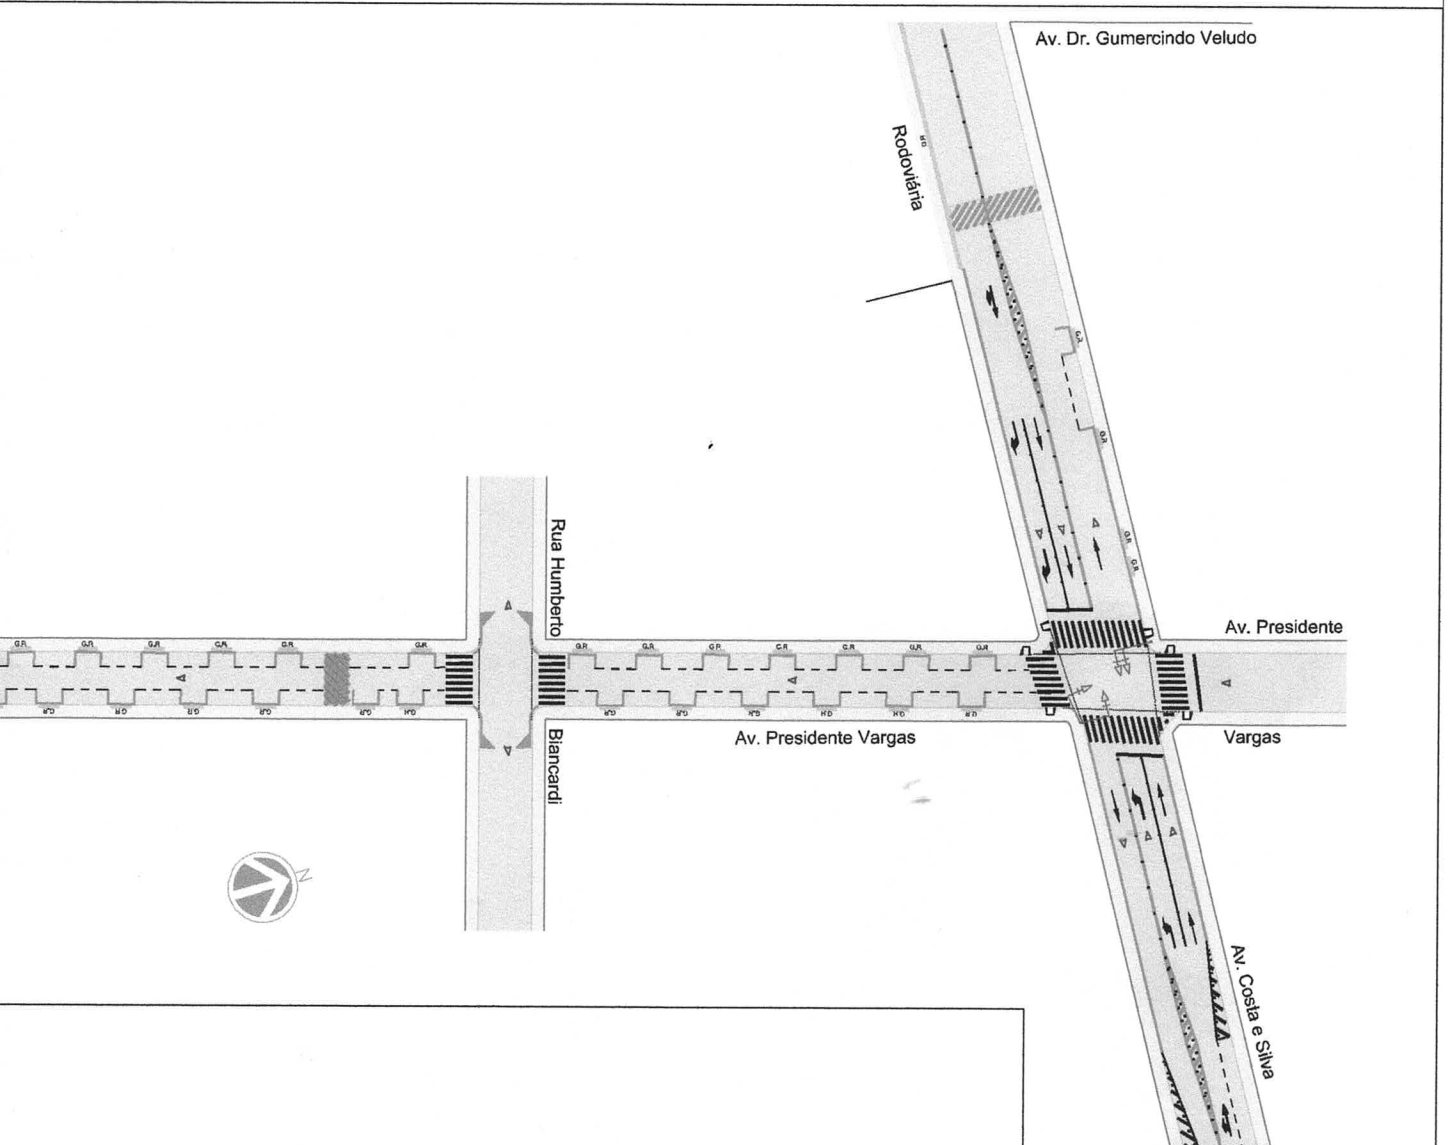 Av. Dr. Gumercindo Veludo
Rodoviária
G.R.
G.R.
G.R.
G.R.
G.R.
Rua Humberto
Biancardi
Av. Presidente
Vargas
G.R.
G.R.
G.R.
G.R.
G.R.
G.R.
G.R.
G.R.
G.R.
G.R.
G.R.
G.R.
G.R.
Av. Presidente Vargas
N
Av. Costa e Silva